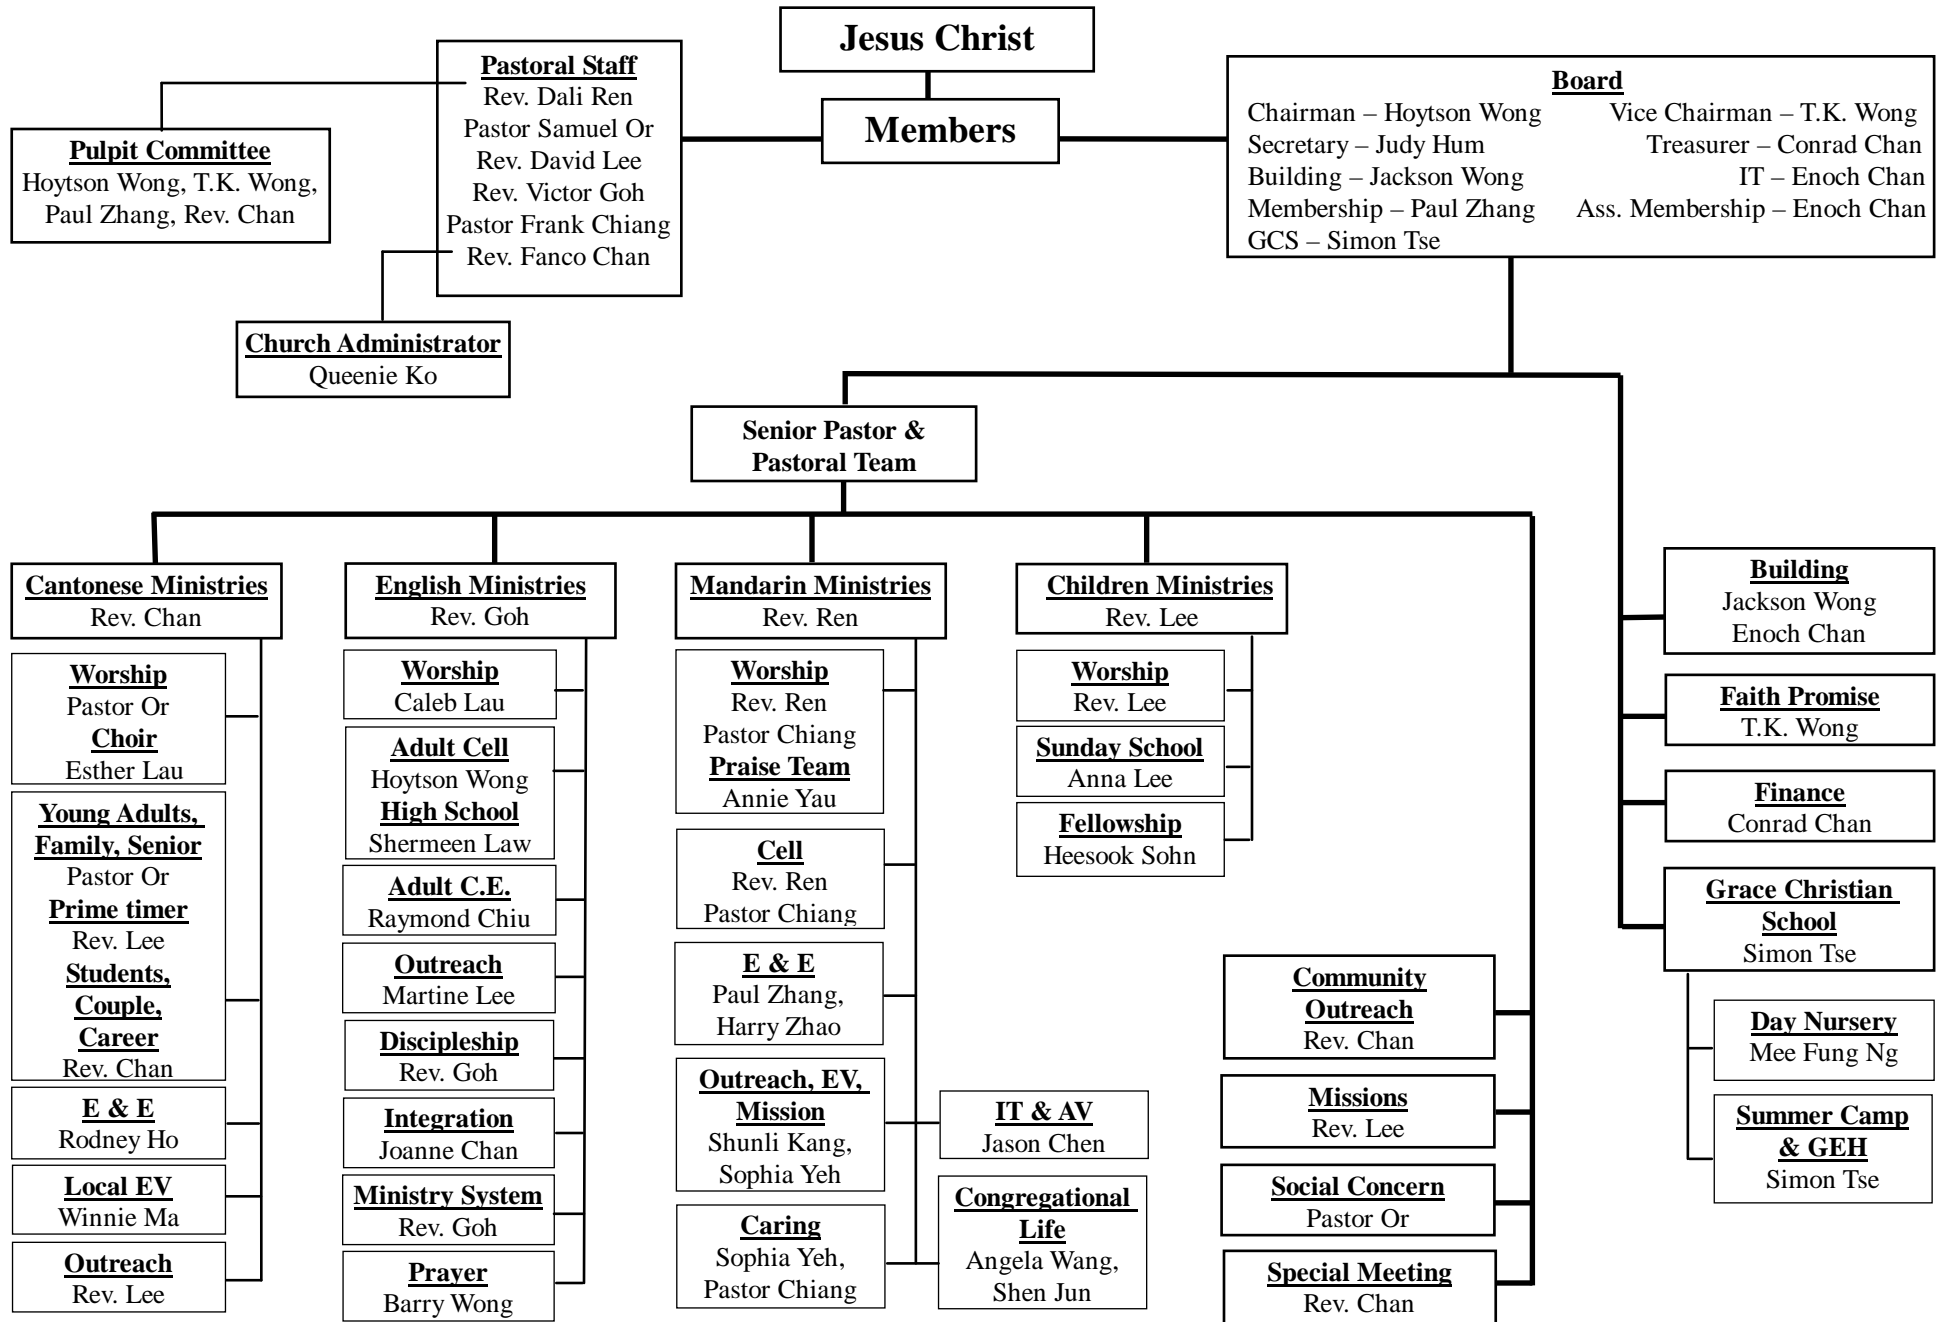 Jesus Christ
Members
Pastoral Staff
Rev. Dali Ren
Pastor Samuel Or
Rev. David Lee
Rev. Victor Goh
Pastor Frank Chiang
Rev. Fanco Chan
Pulpit Committee
Hoytson Wong, T.K. Wong,
Paul Zhang, Rev. Chan
Church Administrator
Queenie Ko
Board
Chairman – Hoytson Wong Vice Chairman – T.K. Wong
Secretary – Judy Hum Treasurer – Conrad Chan
Building – Jackson Wong IT – Enoch Chan
Membership – Paul Zhang Ass. Membership – Enoch Chan
GCS – Simon Tse
Senior Pastor &
Pastoral Team
Cantonese Ministries
Rev. Chan
Worship
Pastor Or
Choir
Esther Lau
Young Adults,
Family, Senior
Pastor Or
Prime timer
Rev. Lee
Students,
Couple,
Career
Rev. Chan
E & E
Rodney Ho
Local EV
Winnie Ma
Outreach
Rev. Lee
English Ministries
Rev. Goh
Worship
Caleb Lau
Adult Cell
Hoytson Wong
High School
Shermeen Law
Adult C.E.
Raymond Chiu
Outreach
Martine Lee
Discipleship
Rev. Goh
Integration
Joanne Chan
Ministry System
Rev. Goh
Prayer
Barry Wong
Mandarin Ministries
Rev. Ren
Worship
Rev. Ren
Pastor Chiang
Praise Team
Annie Yau
Cell
Rev. Ren
Pastor Chiang
E & E
Paul Zhang,
Harry Zhao
Outreach, EV,
Mission
Shunli Kang,
Sophia Yeh
Caring
Sophia Yeh,
Pastor Chiang
IT & AV
Jason Chen
Congregational
Life
Angela Wang,
Shen Jun
Children Ministries
Rev. Lee
Worship
Rev. Lee
Sunday School
Anna Lee
Fellowship
Heesook Sohn
Community
Outreach
Rev. Chan
Missions
Rev. Lee
Social Concern
Pastor Or
Special Meeting
Rev. Chan
Building
Jackson Wong
Enoch Chan
Faith Promise
T.K. Wong
Finance
Conrad Chan
Grace Christian
School
Simon Tse
Day Nursery
Mee Fung Ng
Summer Camp
& GEH
Simon Tse